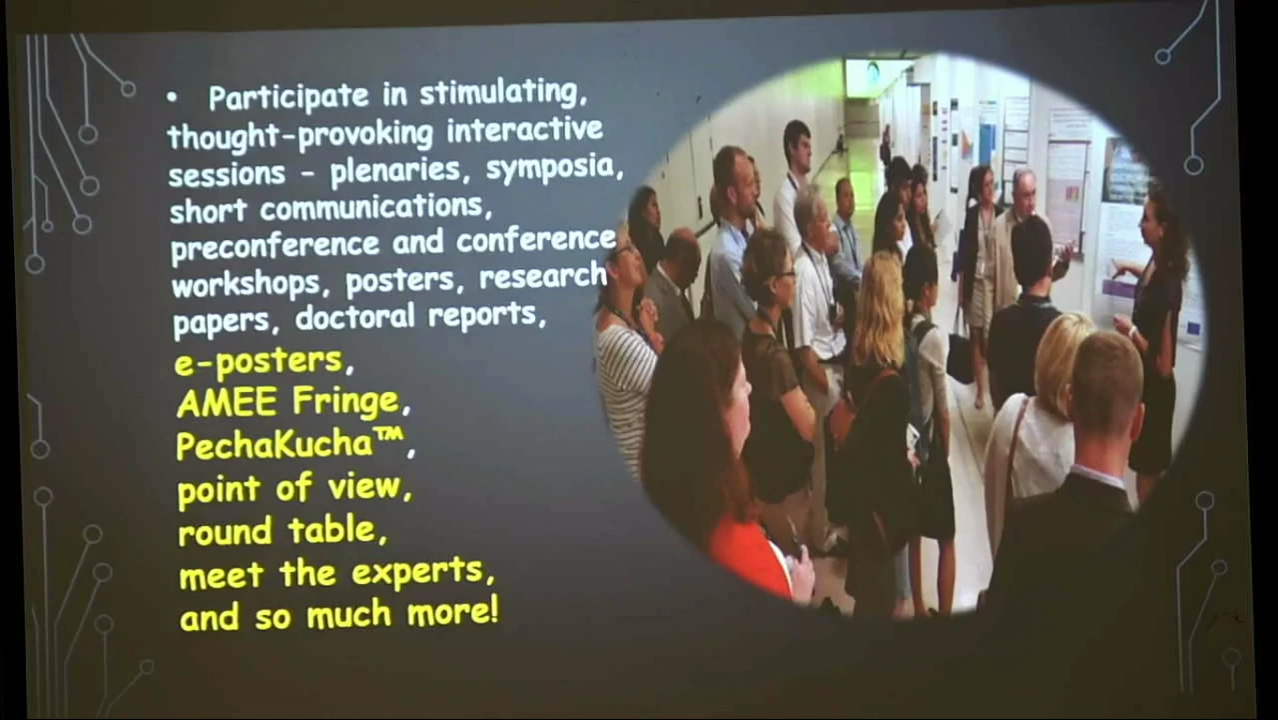 • Participate in stimulating,
thought-provoking interactive
sessions - plenaries, symposia,
short communications,
preconference and conference
workshops, posters, research
papers, doctoral reports,
e-posters,
AMEE Fringe,
PechaKucha™,
point of view,
round table,
meet the experts,
and so much more!